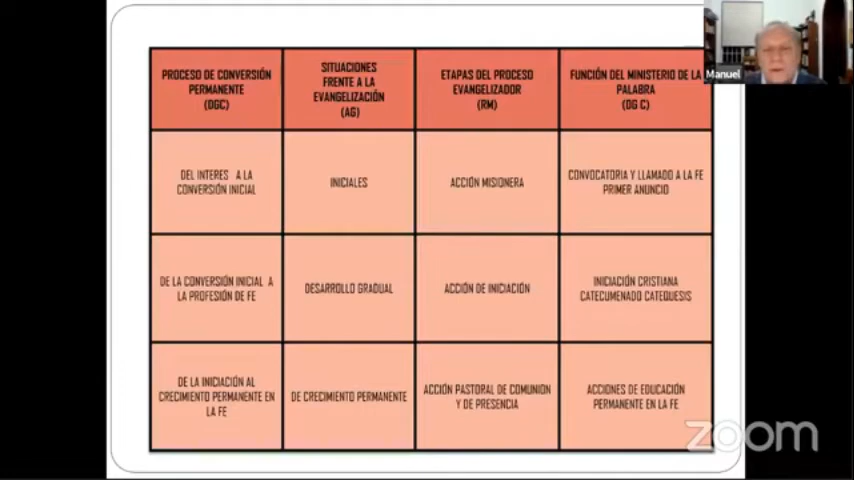 PROCESO DE CONVERSIÓN
PERMANENTE
(DGC)
SITUACIONES
FRENTE A LA
EVANGELIZACIÓN
(AG)
ETAPAS DEL PROCESO
EVANGELIZADOR
(RM)
FUNCIÓN DEL MINISTERIO DE LA
PALABRA
(DG C)
DEL INTERES A LA
CONVERSIÓN INICIAL
INICIALES
ACCIÓN MISIONERA
CONVOCATORIA Y LLAMADO A LA FE
PRIMER ANUNCIO
DE LA CONVERSIÓN INICIAL A
LA PROFESIÓN DE FE
DESARROLLO GRADUAL
ACCIÓN DE INICIACIÓN
INICIACIÓN CRISTIANA
CATECUMENADO CATEQUESIS
DE LA INICIACIÓN AL
CRECIMIENTO PERMANENTE EN
LA FE
DE CRECIMIENTO PERMANENTE
ACCIÓN PASTORAL DE COMUNION
Y DE PRESENCIA
ACCIONES DE EDUCACIÓN
PERMANENTE EN LA FE
Manuel
zoom